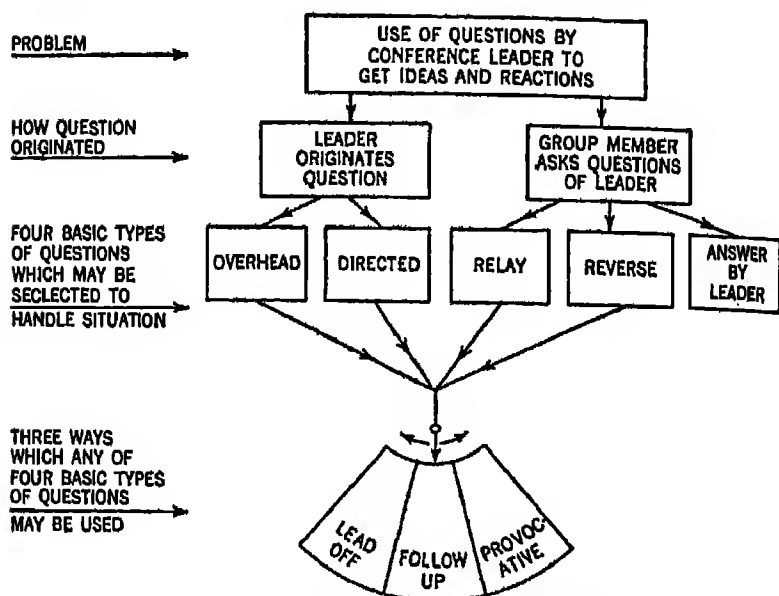 PROBLEM
USE OF QUESTIONS BY
CONFERENCE LEADER TO
GET IDEAS AND REACTIONS
HOW QUESTION
ORIGINATED
LEADER
ORIGINATES
QUESTION
GROUP MEMBER
ASKS QUESTIONS
OF LEADER
FOUR BASIC TYPES
OF QUESTIONS
WHICH MAY BE
SECLECTED TO
HANDLE SITUATION
OVERHEAD
DIRECTED
RELAY
REVERSE
ANSWER
BY
LEADER
THREE WAYS
WHICH ANY OF
FOUR BASIC TYPES
OF QUESTIONS
MAY BE USED
LEAD
OFF
FOLLOW
UP
PROVOC-
ATIVE